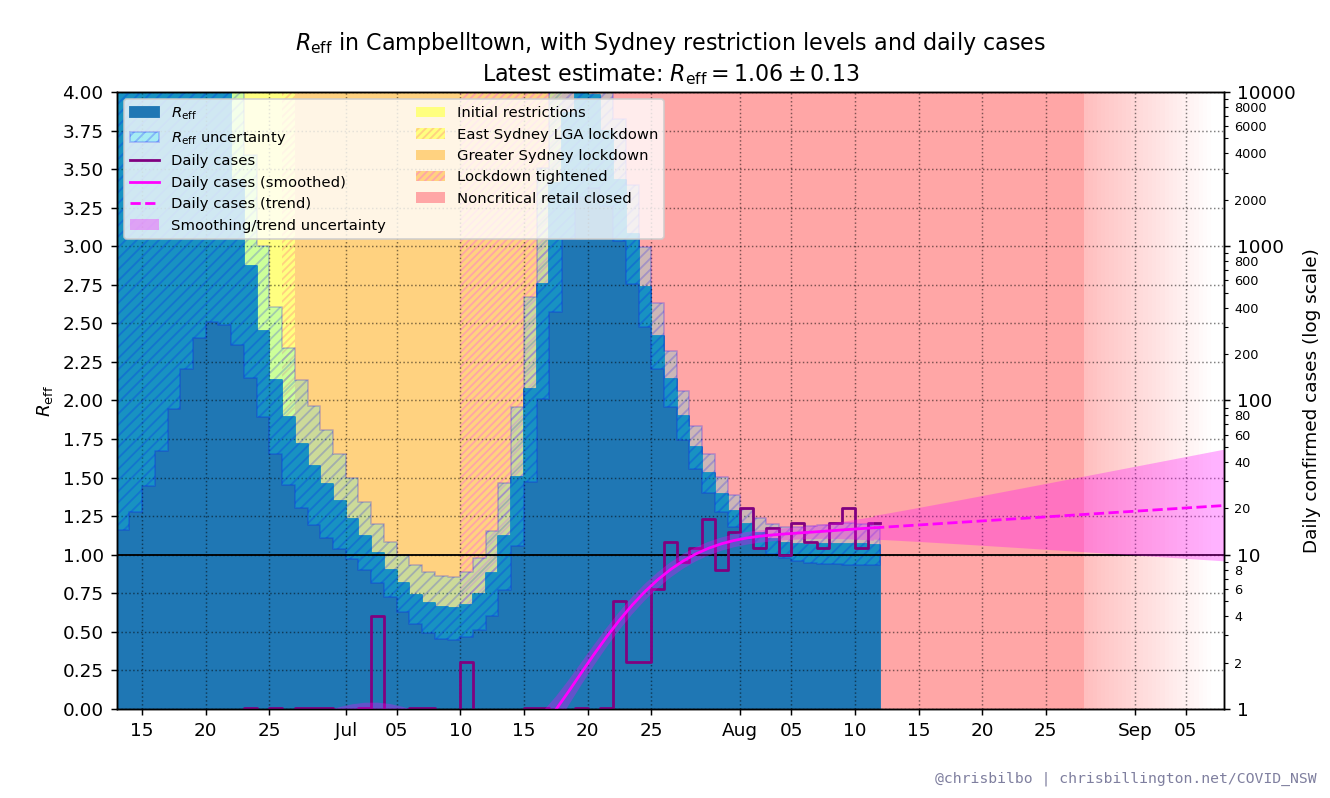 Reff in Campbelltown, with Sydney restriction levels and daily cases
Latest estimate: Reff = 1.06 ± 0.13
Reff
Reff uncertainty
Daily cases
Daily cases (smoothed)
Daily cases (trend)
Smoothing/trend uncertainty
Initial restrictions
East Sydney LGA lockdown
Greater Sydney lockdown
Lockdown tightened
Noncritical retail closed
Reff
4.00
3.75
3.50
3.25
3.00
2.75
2.50
2.25
2.00
1.75
1.50
1.25
1.00
0.75
0.50
0.25
0.00
10000
8000
6000
4000
2000
1000
800
600
400
200
100
80
60
40
20
10
8
6
4
2
1
Daily confirmed cases (log scale)
15 20 25 Jul 05 10 15 20 25 Aug 05 10 15 20 25 Sep 05
@chrisbilbo | chrisbillington.net/COVID_NSW